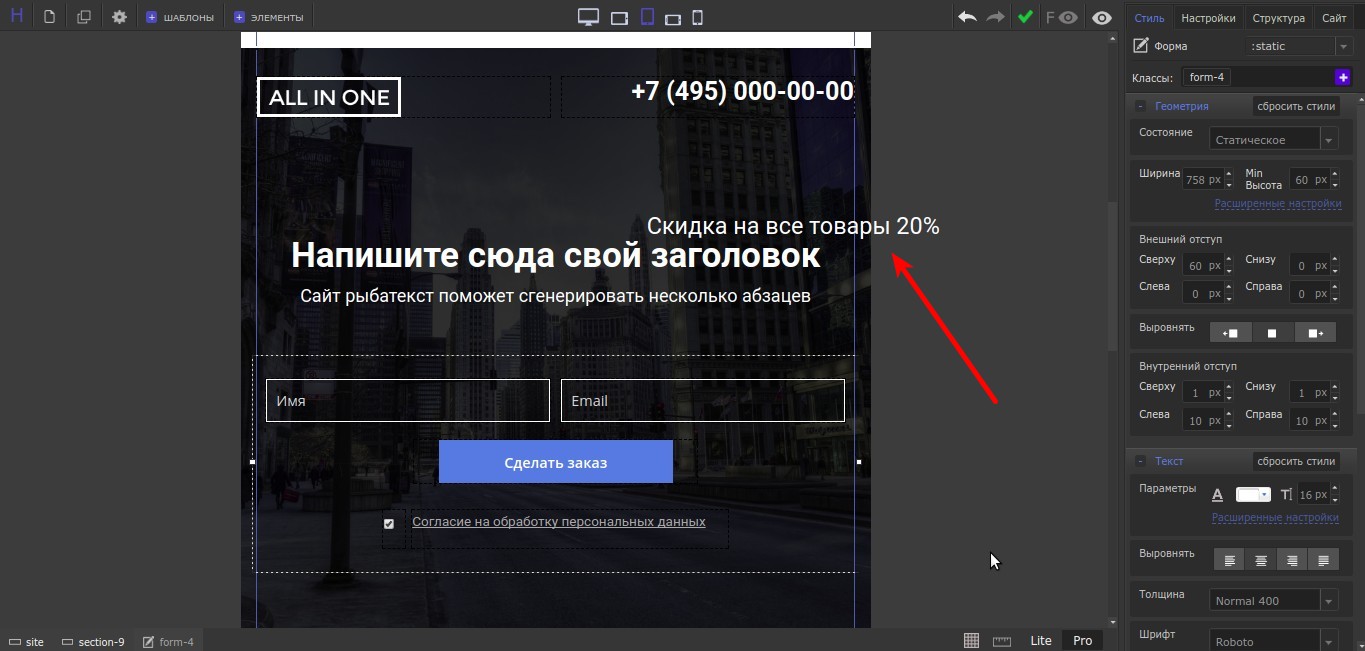 H
ШАБЛОНЫ
ЭЛЕМЕНТЫ
F
Стиль
Настройки
Структура
Сайт
Форма
:static
Классы:
form-4
Геометрия
сбросить стили
Состояние
Статическое
Ширина
758 px
Min
Высота
60 px
Расширенные настройки
Внешний отступ
Сверху
60 px
Снизу
0 px
Слева
0 px
Справа
0 px
Выровнять
Внутренний отступ
Сверху
1 px
Снизу
1 px
Слева
10 px
Справа
10 px
Текст
сбросить стили
Параметры
A
T
16 px
Расширенные настройки
Выровнять
Толщина
Normal 400
Шрифт
Roboto
ALL IN ONE
+7 (495) 000-00-00
Скидка на все товары 20%
Напишите сюда свой заголовок
Сайт рыбатекст поможет сгенерировать несколько абзацев
Имя
Email
Сделать заказ
Согласие на обработку персональных данных
site
section-9
form-4
Lite
Pro